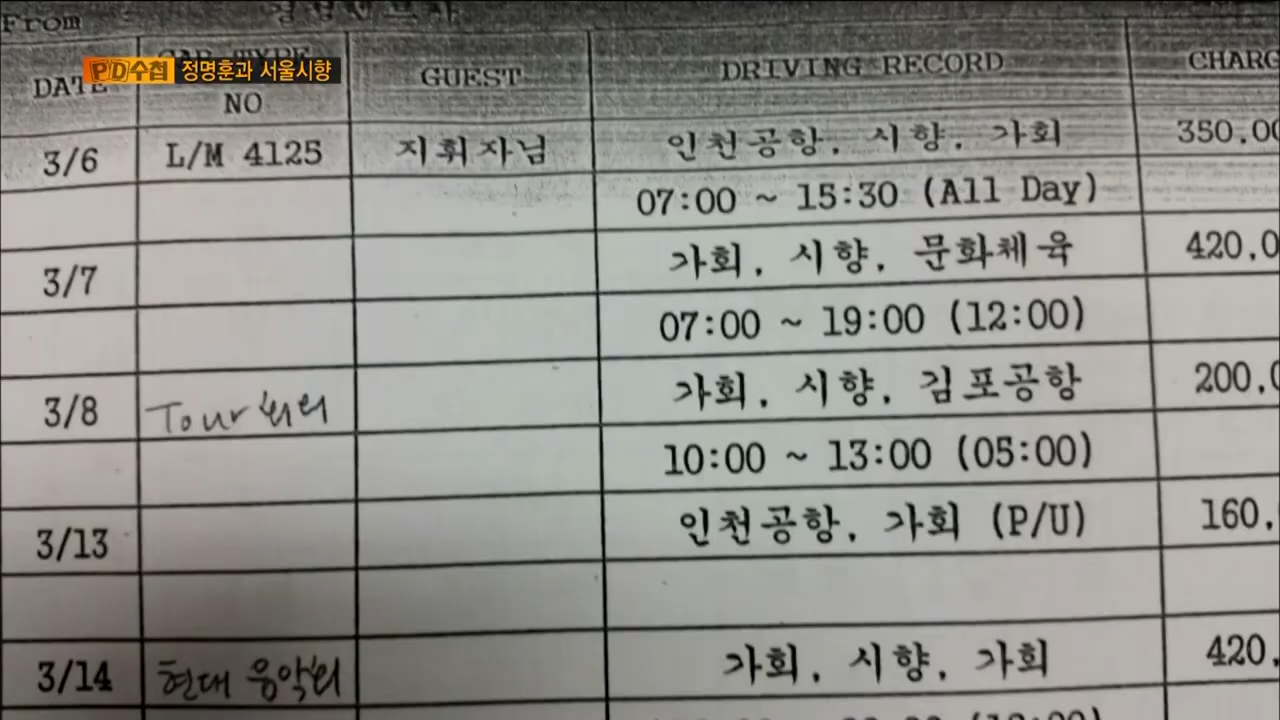 From
PD수첩 정명훈과 서울시향
DATE
NO
GUEST
DRIVING RECORD
CHARG
3/6 L/M 4125 지휘자님 인천공항, 시향, 가회 350,00
07:00 ~ 15:30 (All Day)
3/7 가회, 시향, 문화체육 420,0
07:00 ~ 19:00 (12:00)
3/8 Tour 회의 가회, 시향, 김포공항 200,0
10:00 ~ 13:00 (05:00)
3/13 인천공항, 가회 (P/U) 160,
3/14 현대 음악회 가회, 시향, 가회 420,